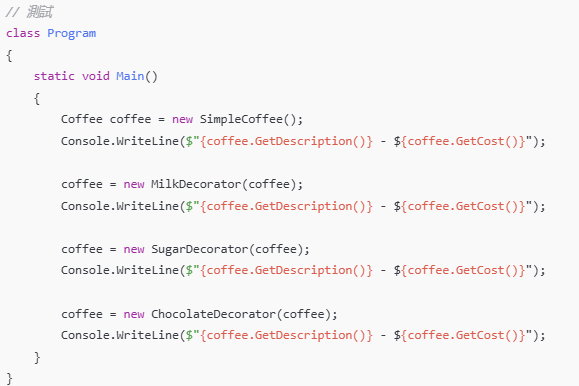 // 測試
class Program
{
    static void Main()
    {
        Coffee coffee = new SimpleCoffee();
        Console.WriteLine($"{coffee.GetDescription()} - ${coffee.GetCost()}");

        coffee = new MilkDecorator(coffee);
        Console.WriteLine($"{coffee.GetDescription()} - ${coffee.GetCost()}");

        coffee = new SugarDecorator(coffee);
        Console.WriteLine($"{coffee.GetDescription()} - ${coffee.GetCost()}");

        coffee = new ChocolateDecorator(coffee);
        Console.WriteLine($"{coffee.GetDescription()} - ${coffee.GetCost()}");
    }
}